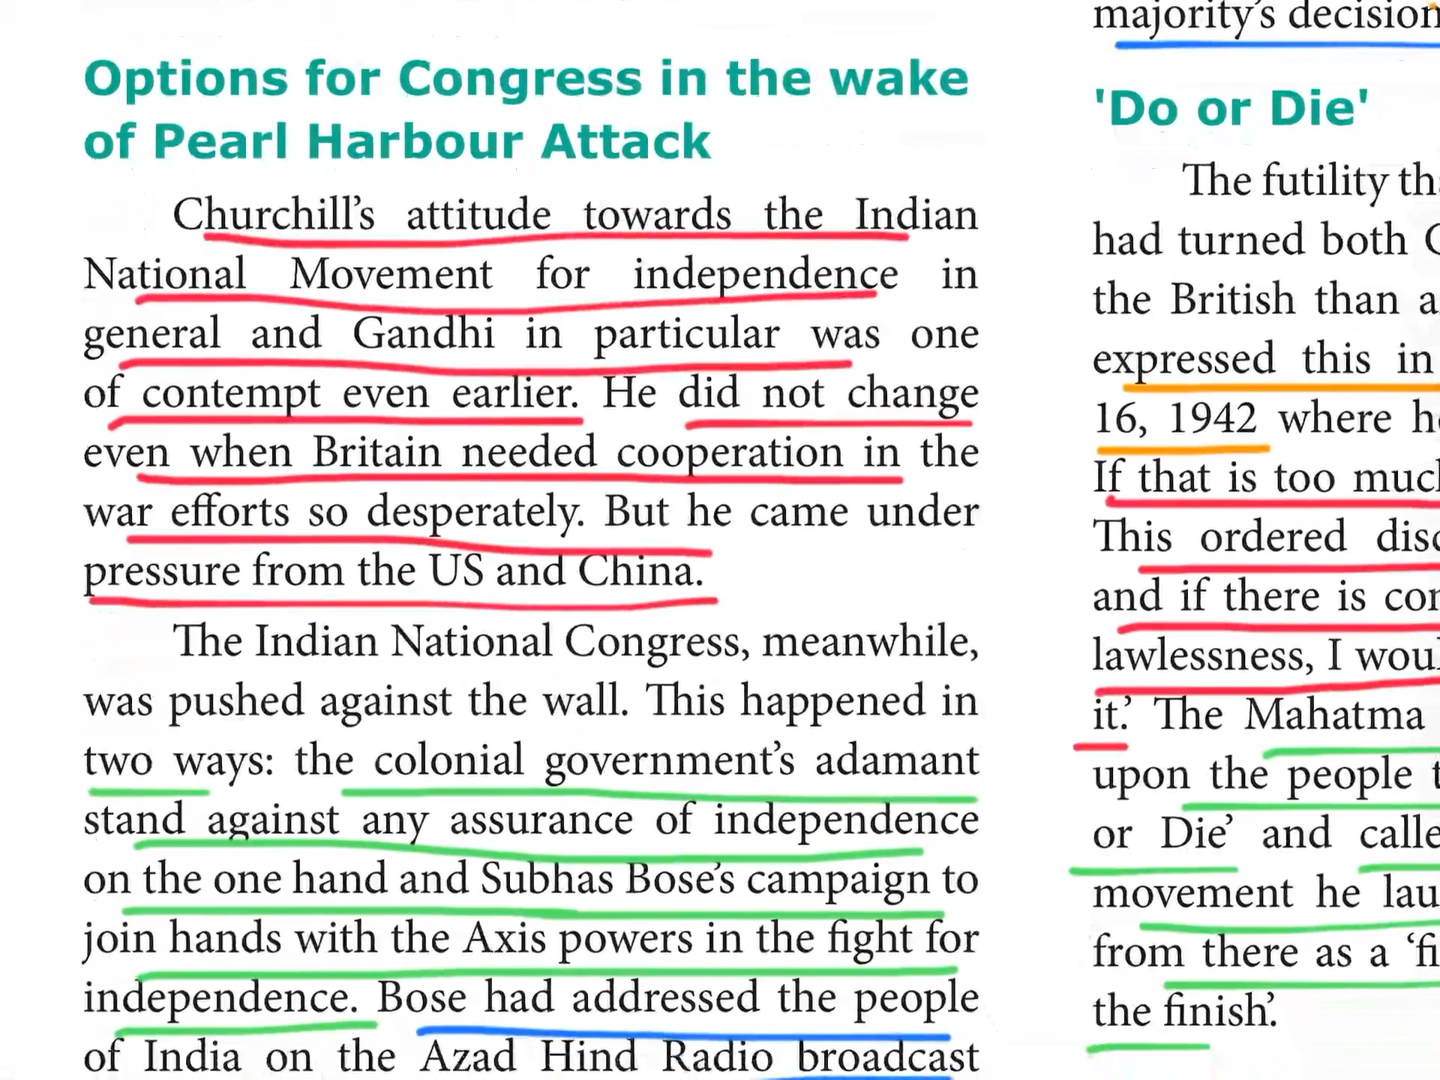 Options for Congress in the wake
of Pearl Harbour Attack
Churchill’s attitude towards the Indian
National Movement for independence in
general and Gandhi in particular was one
of contempt even earlier. He did not change
even when Britain needed cooperation in the
war efforts so desperately. But he came under
pressure from the US and China.
The Indian National Congress, meanwhile,
was pushed against the wall. This happened in
two ways: the colonial government’s adamant
stand against any assurance of independence
on the one hand and Subhas Bose’s campaign to
join hands with the Axis powers in the fight for
independence. Bose had addressed the people
of India on the Azad Hind Radio broadcast
majority’s decision
'Do or Die'
The futility
had turned both
the British than
expressed this in
16, 1942 where
If that is too
This ordered
and if there is
lawlessness, I
it.’ The Mahatma
upon the people
or Die’ and
movement he
from there as a
the finish’.